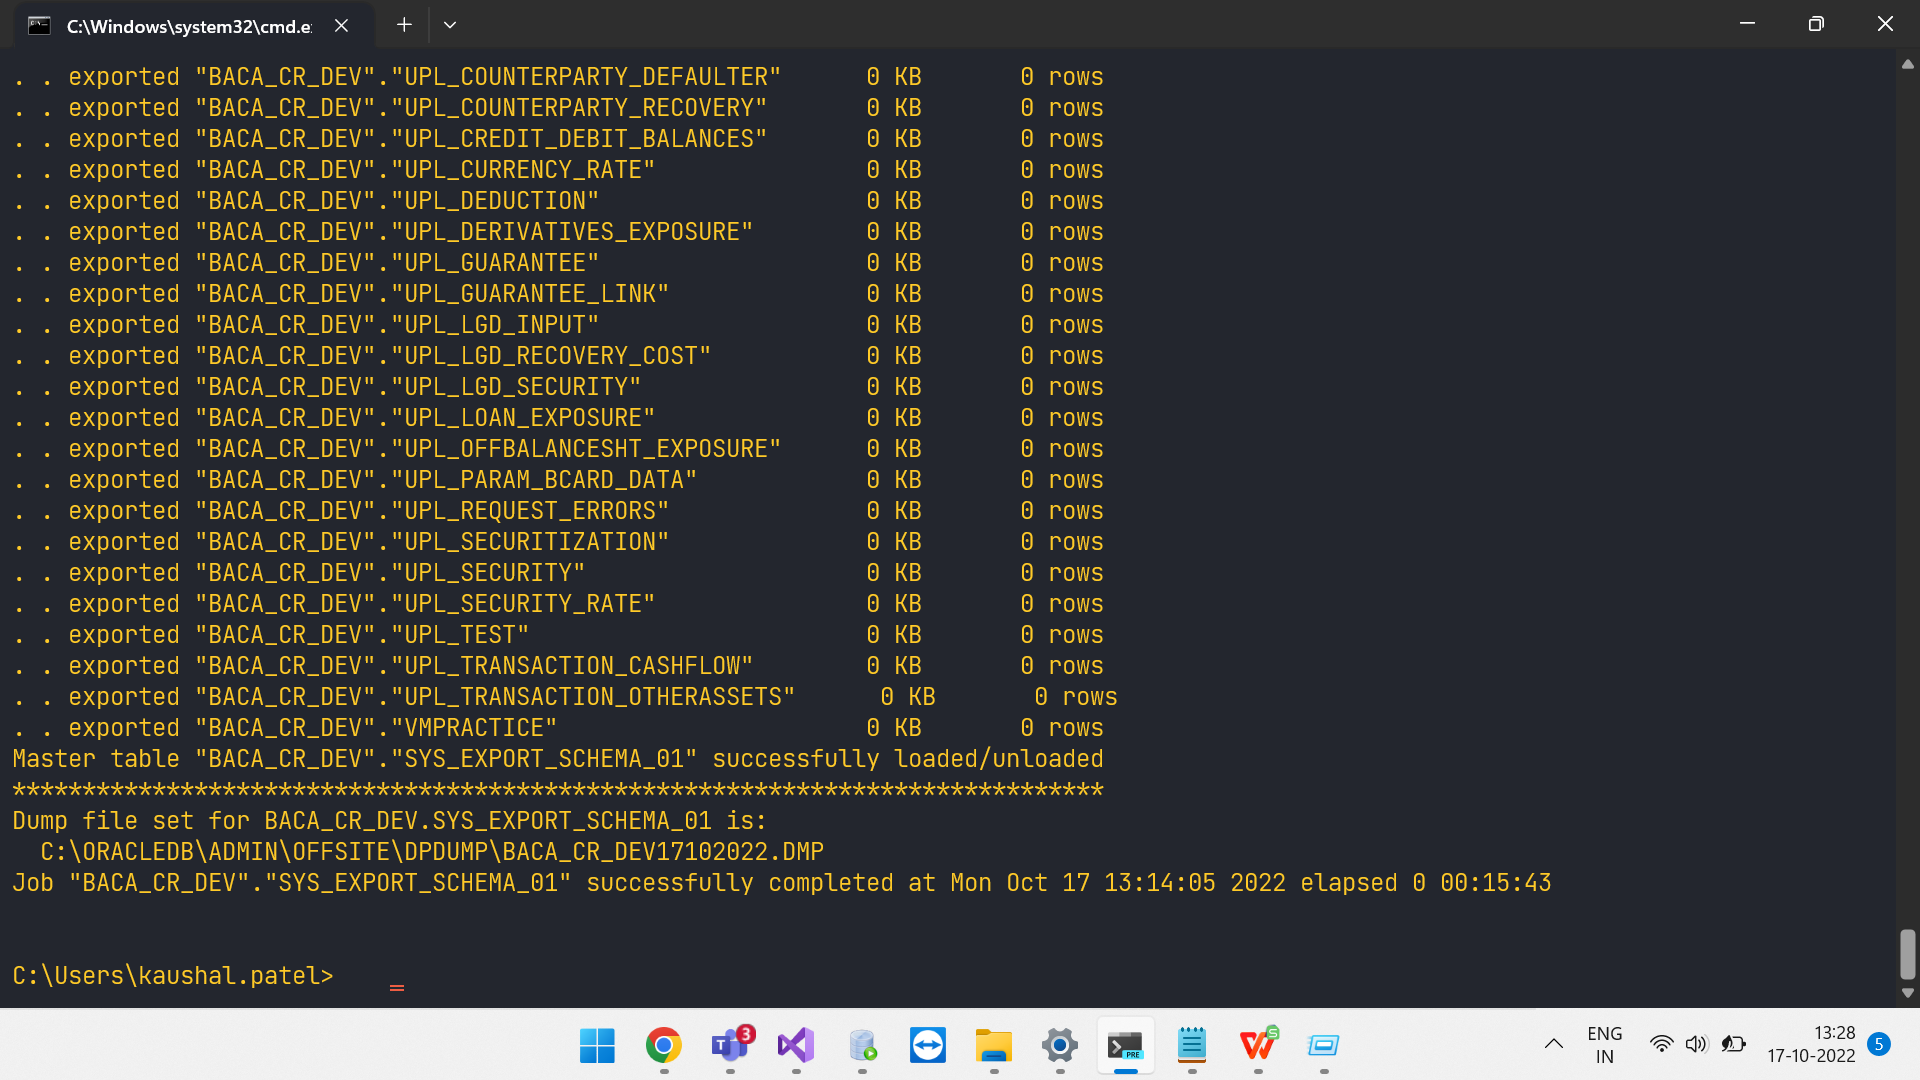 C:\Windows\system32\cmd.e
. . exported "BACA_CR_DEV"."UPL_COUNTERPARTY_DEFAULTER" 0 KB 0 rows
. . exported "BACA_CR_DEV"."UPL_COUNTERPARTY_RECOVERY" 0 KB 0 rows
. . exported "BACA_CR_DEV"."UPL_CREDIT_DEBIT_BALANCES" 0 KB 0 rows
. . exported "BACA_CR_DEV"."UPL_CURRENCY_RATE" 0 KB 0 rows
. . exported "BACA_CR_DEV"."UPL_DEDUCTION" 0 KB 0 rows
. . exported "BACA_CR_DEV"."UPL_DERIVATIVES_EXPOSURE" 0 KB 0 rows
. . exported "BACA_CR_DEV"."UPL_GUARANTEE" 0 KB 0 rows
. . exported "BACA_CR_DEV"."UPL_GUARANTEE_LINK" 0 KB 0 rows
. . exported "BACA_CR_DEV"."UPL_LGD_INPUT" 0 KB 0 rows
. . exported "BACA_CR_DEV"."UPL_LGD_RECOVERY_COST" 0 KB 0 rows
. . exported "BACA_CR_DEV"."UPL_LGD_SECURITY" 0 KB 0 rows
. . exported "BACA_CR_DEV"."UPL_LOAN_EXPOSURE" 0 KB 0 rows
. . exported "BACA_CR_DEV"."UPL_OFFBALANCESHT_EXPOSURE" 0 KB 0 rows
. . exported "BACA_CR_DEV"."UPL_PARAM_BCARD_DATA" 0 KB 0 rows
. . exported "BACA_CR_DEV"."UPL_REQUEST_ERRORS" 0 KB 0 rows
. . exported "BACA_CR_DEV"."UPL_SECURITIZATION" 0 KB 0 rows
. . exported "BACA_CR_DEV"."UPL_SECURITY" 0 KB 0 rows
. . exported "BACA_CR_DEV"."UPL_SECURITY_RATE" 0 KB 0 rows
. . exported "BACA_CR_DEV"."UPL_TEST" 0 KB 0 rows
. . exported "BACA_CR_DEV"."UPL_TRANSACTION_CASHFLOW" 0 KB 0 rows
. . exported "BACA_CR_DEV"."UPL_TRANSACTION_OTHERASSETS" 0 KB 0 rows
. . exported "BACA_CR_DEV"."VMPRACTICE" 0 KB 0 rows
Master table "BACA_CR_DEV"."SYS_EXPORT_SCHEMA_01" successfully loaded/unloaded
******************************************************************************
Dump file set for BACA_CR_DEV.SYS_EXPORT_SCHEMA_01 is:
C:\ORACLEDB\ADMIN\OFFSITE\DPDUMP\BACA_CR_DEV17102022.DMP
Job "BACA_CR_DEV"."SYS_EXPORT_SCHEMA_01" successfully completed at Mon Oct 17 13:14:05 2022 elapsed 0 00:15:43
C:\Users\kaushal.patel>
3
T
PRE
S
ENG
IN
13:28
17-10-2022
5